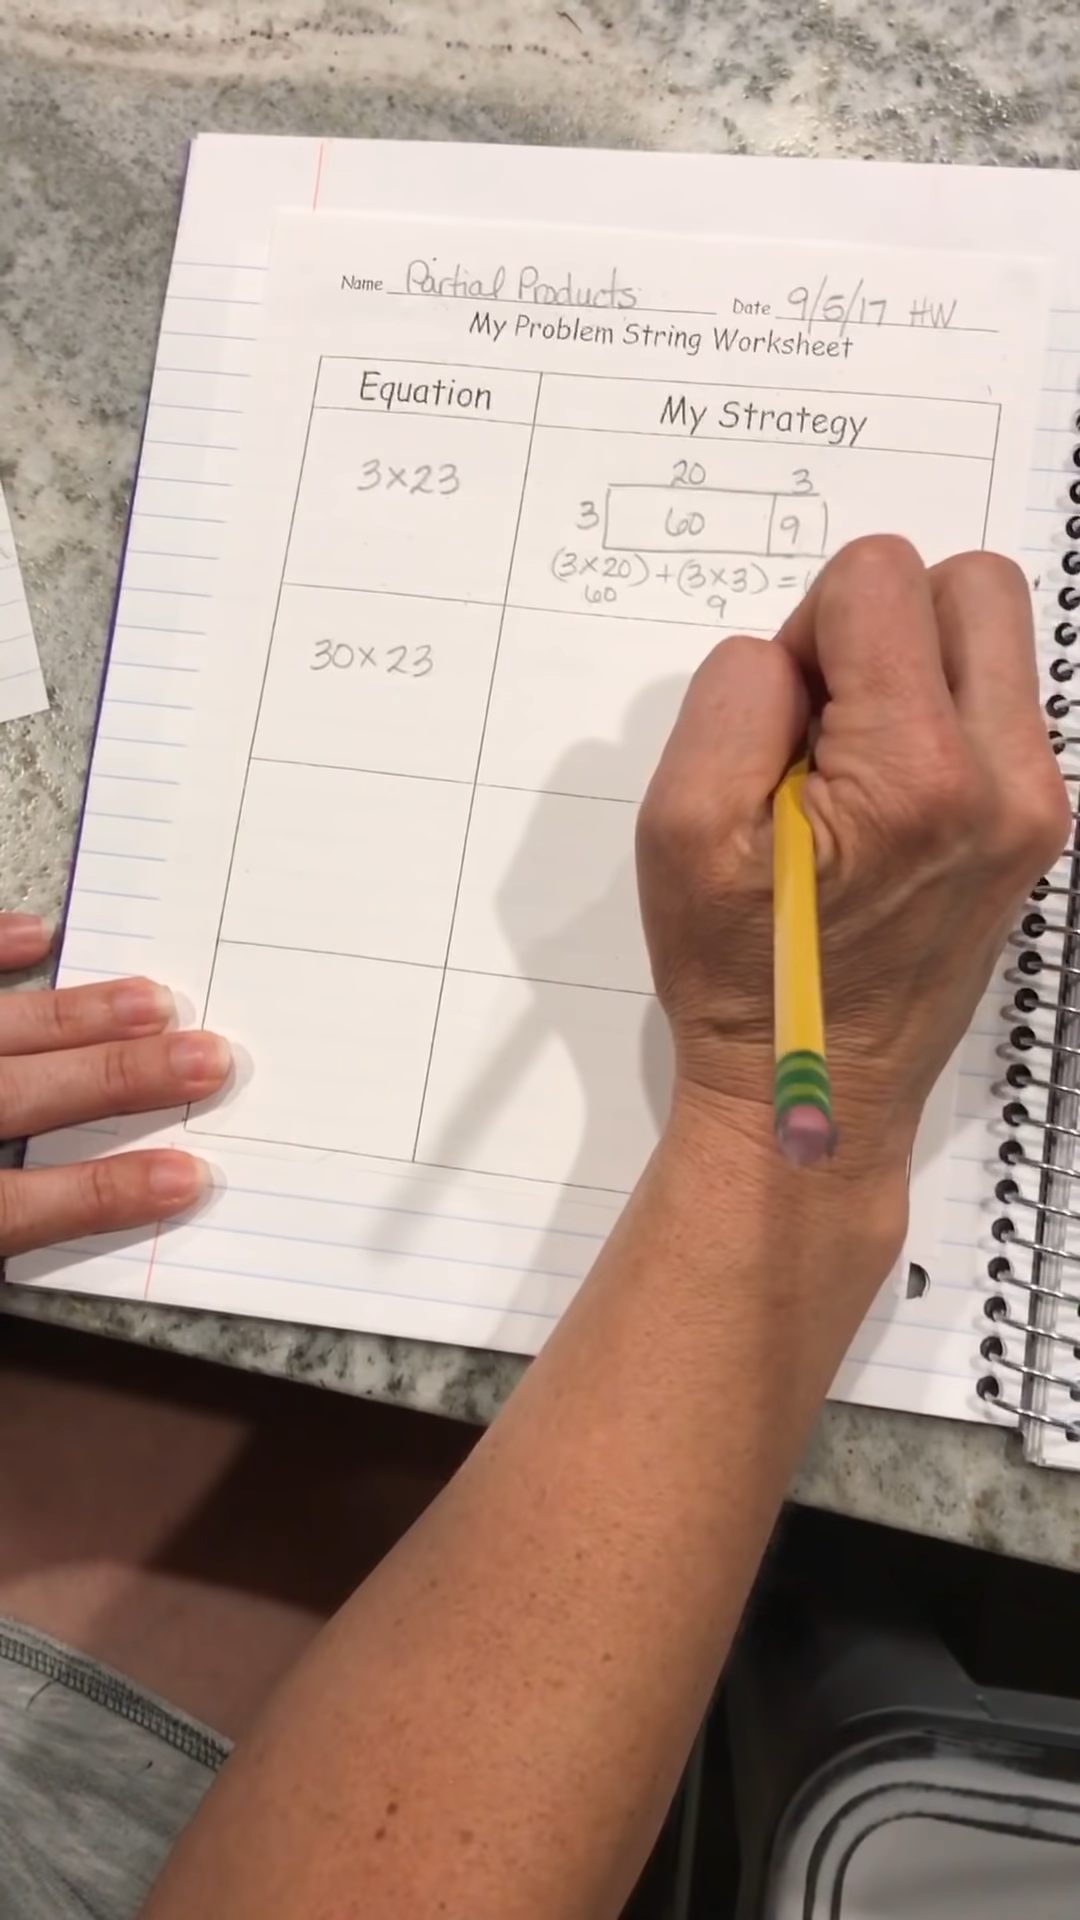 Name Partial Products Date 9/5/17 HW
My Problem String Worksheet
Equation My Strategy
3×23
20 3
3 60 9
(3×20)+(3×3)=
60 9
30×23